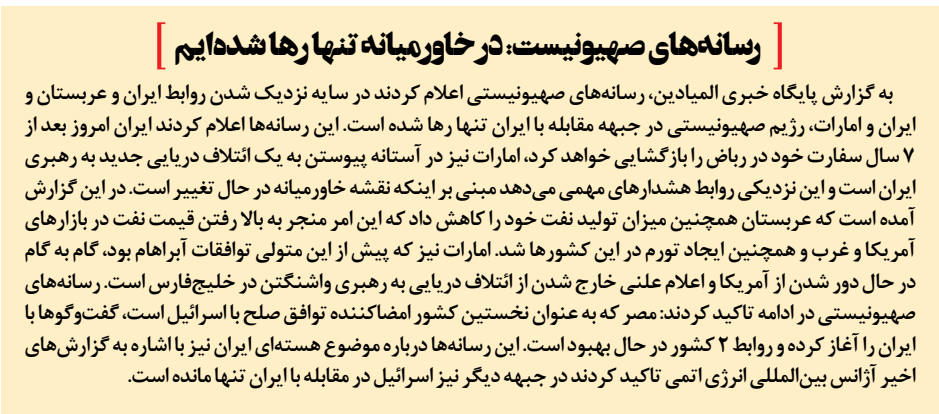 [ رسانه‌های صهیونیست: در خاورمیانه تنها رها شده‌ایم ]
به گزارش پایگاه خبری المیادین، رسانه‌های صهیونیستی اعلام کردند در سایه نزدیک شدن روابط ایران و عربستان و
ایران و امارات، رژیم صهیونیستی در جبهه مقابله با ایران تنها رها شده است. این رسانه‌ها اعلام کردند ایران امروز بعد از
۷ سال سفارت خود در ریاض را بازگشایی خواهد کرد، امارات نیز در آستانه پیوستن به یک ائتلاف دریایی جدید به رهبری
ایران است و این نزدیکی روابط هشدارهای مهمی می‌دهد مبنی بر اینکه نقشه خاورمیانه در حال تغییر است. در این گزارش
آمده است که عربستان همچنین میزان تولید نفت خود را کاهش داد که این امر منجر به بالا رفتن قیمت نفت در بازارهای
آمریکا و غرب و همچنین ایجاد تورم در این کشورها شد. امارات نیز که پیش از این متولی توافقات آبراهام بود، گام به گام
در حال دور شدن از آمریکا و اعلام علنی خارج شدن از ائتلاف دریایی به رهبری واشنگتن در خلیج‌فارس است. رسانه‌های
صهیونیستی در ادامه تاکید کردند: مصر که به عنوان نخستین کشور امضاکننده توافق صلح با اسرائیل است، گفت‌وگوها با
ایران را آغاز کرده و روابط ۲ کشور در حال بهبود است. این رسانه‌ها درباره موضوع هسته‌ای ایران نیز با اشاره به گزارش‌های
اخیر آژانس بین‌المللی انرژی اتمی تاکید کردند در جبهه دیگر نیز اسرائیل در مقابله با ایران تنها مانده است.